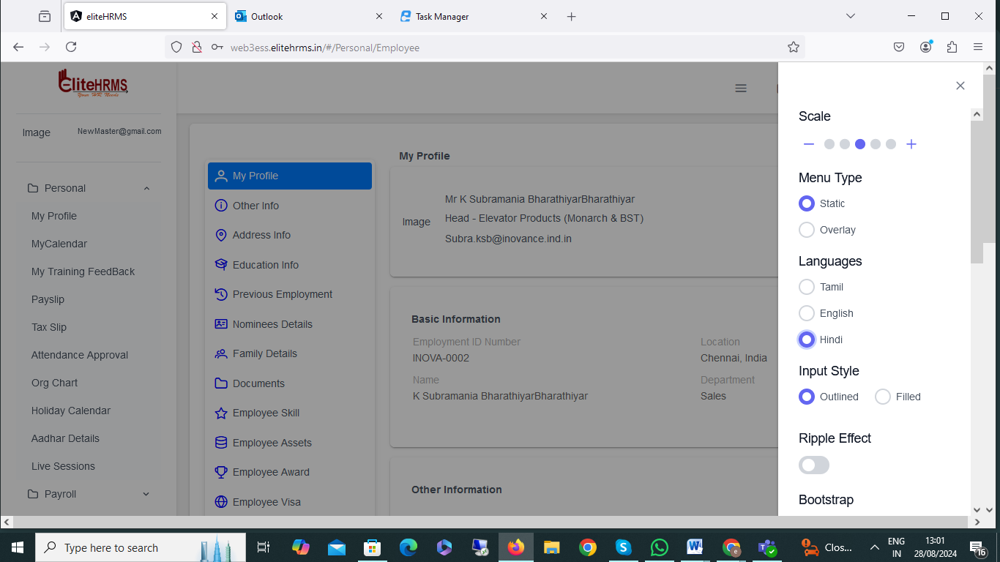 eliteHRMS
Outlook
Task Manager
web3ess.elitehrms.in/#/Personal/Employee
EliteHRMS
Your HR Needs
Image
NewMaster@gmail.com
Personal
My Profile
MyCalendar
My Training FeedBack
Payslip
Tax Slip
Attendance Approval
Org Chart
Holiday Calendar
Aadhar Details
Live Sessions
Payroll
My Profile
Other Info
Address Info
Education Info
Previous Employment
Nominees Details
Family Details
Documents
Employee Skill
Employee Assets
Employee Award
Employee Visa
My Profile
Image
Mr K Subramania BharathiyarBharathiyar
Head - Elevator Products (Monarch & BST)
Subra.ksb@inovance.ind.in
Basic Information
Employment ID Number
INOVA-0002
Location
Chennai, India
Name
K Subramania BharathiyarBharathiyar
Department
Sales
Other Information
Scale
Menu Type
Static
Overlay
Languages
Tamil
English
Hindi
Input Style
Outlined
Filled
Ripple Effect
Bootstrap
Type here to search
Clos...
ENG
IN
13:01
28/08/2024
16